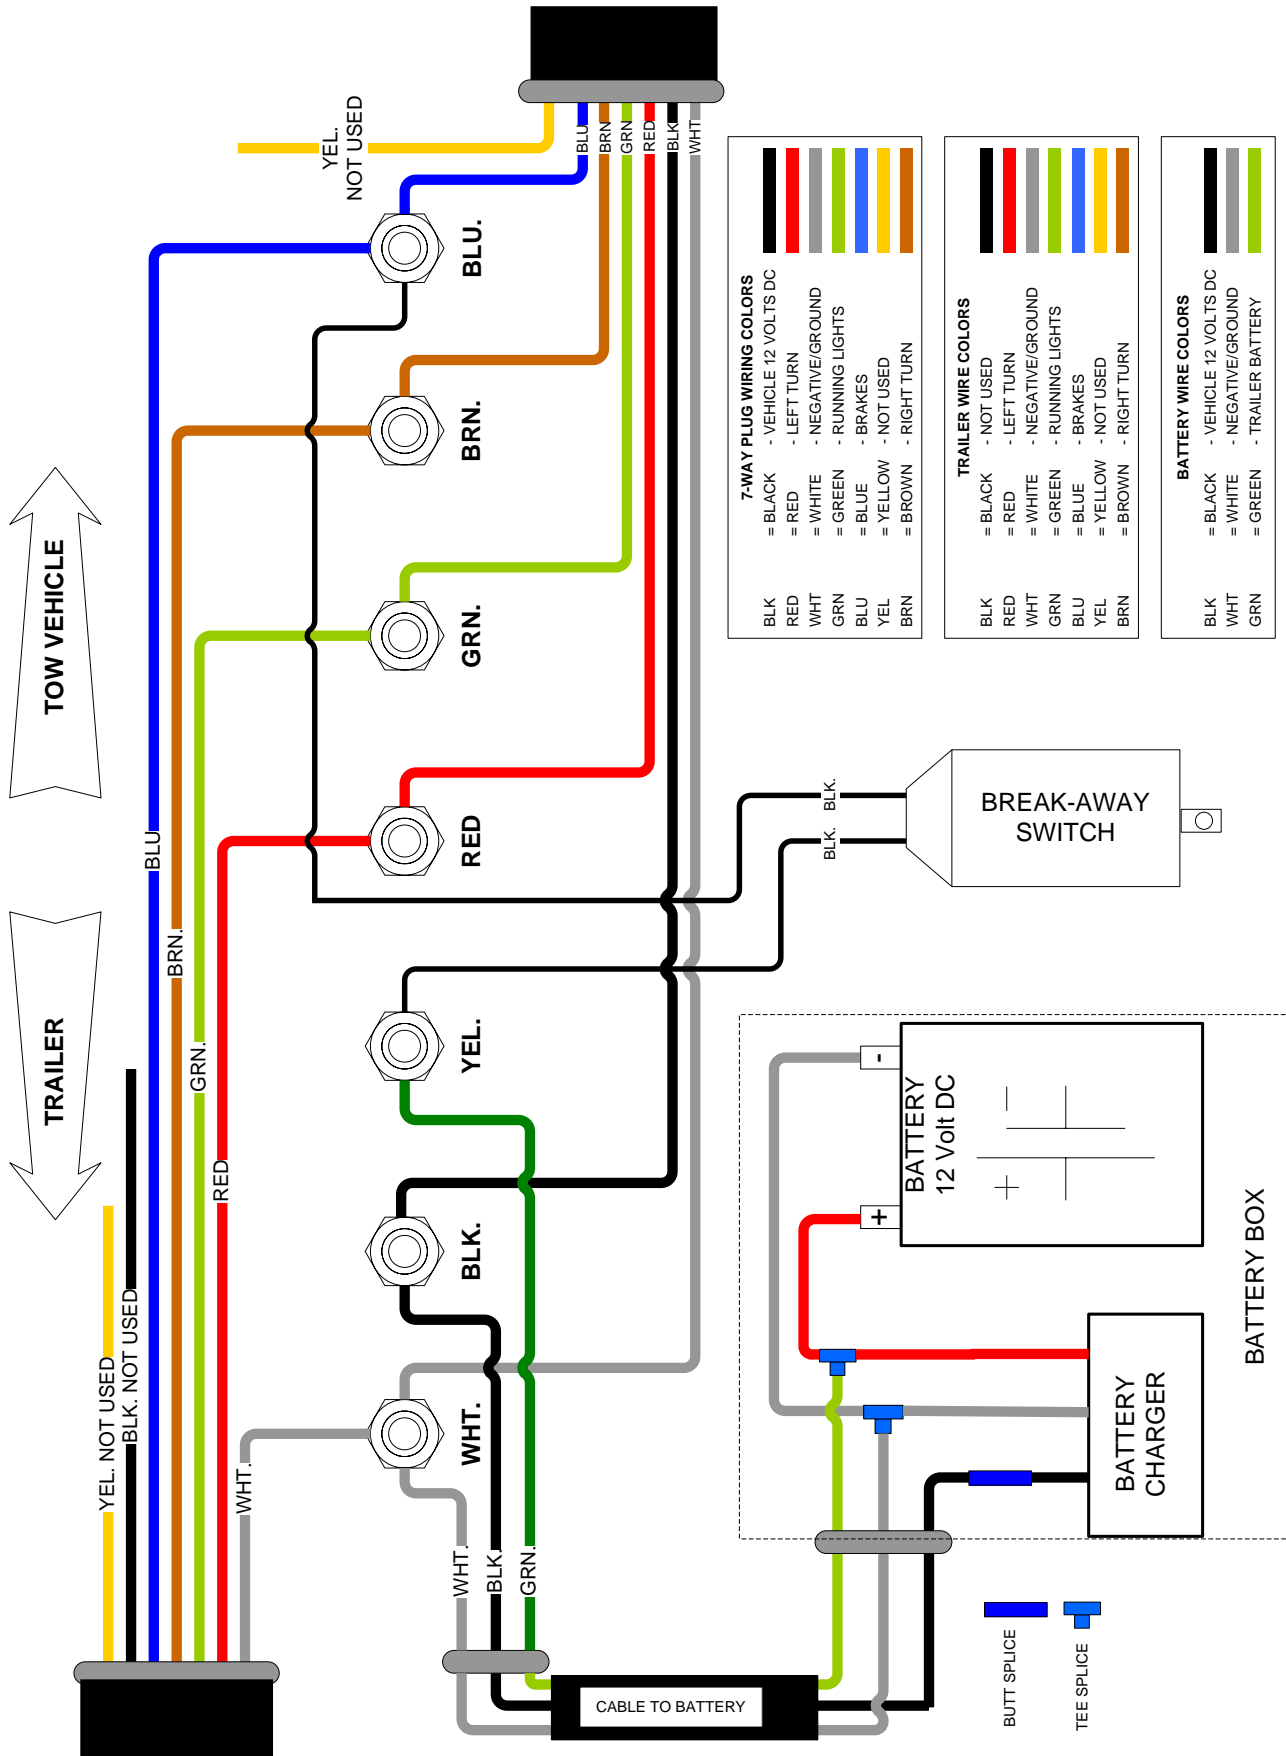 TOW VEHICLE
TRAILER
YEL.
NOT USED
BLU
BRN
GRN
RED
BLK
WHT
BLU.
BRN.
GRN.
RED
YEL.
BLK.
WHT.
BLU
BRN.
GRN.
RED
WHT.
YEL. NOT USED
BLK. NOT USED
WHT.
BLK.
GRN.
CABLE TO BATTERY
BLK.
BLK.
BREAK-AWAY
SWITCH
7-WAY PLUG WIRING COLORS
BLK = BLACK - VEHICLE 12 VOLTS DC
RED = RED - LEFT TURN
WHT = WHITE - NEGATIVE/GROUND
GRN = GREEN - RUNNING LIGHTS
BLU = BLUE - BRAKES
YEL = YELLOW - NOT USED
BRN = BROWN - RIGHT TURN
TRAILER WIRE COLORS
BLK = BLACK - NOT USED
RED = RED - LEFT TURN
WHT = WHITE - NEGATIVE/GROUND
GRN = GREEN - RUNNING LIGHTS
BLU = BLUE - BRAKES
YEL = YELLOW - NOT USED
BRN = BROWN - RIGHT TURN
BATTERY WIRE COLORS
BLK = BLACK - VEHICLE 12 VOLTS DC
WHT = WHITE - NEGATIVE/GROUND
GRN = GREEN - TRAILER BATTERY
-
+
BATTERY
12 Volt DC
BATTERY
CHARGER
BATTERY BOX
BUTT SPLICE
TEE SPLICE